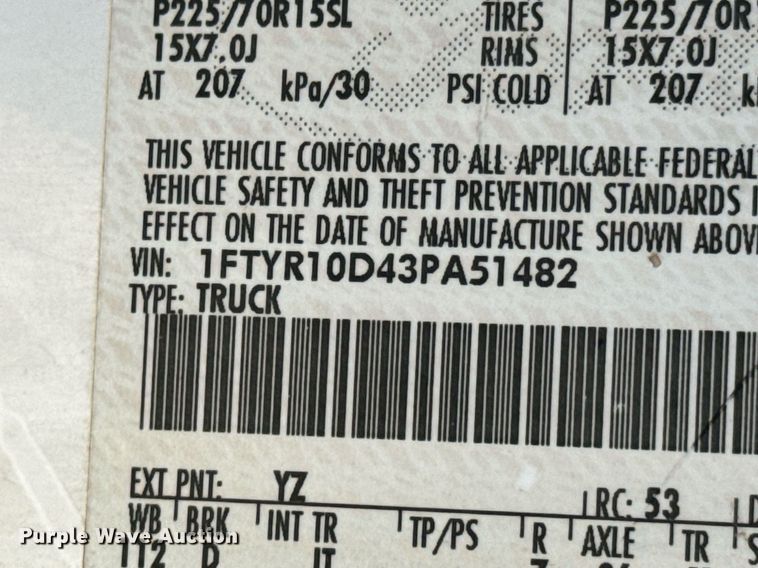 P225/70R15SL TIRES P225/70R
15X7.0J RIMS 15X7.0J
AT 207 kPa/30 PSI COLD AT 207
THIS VEHICLE CONFORMS TO ALL APPLICABLE FEDERAL
VEHICLE SAFETY AND THEFT PREVENTION STANDARDS
EFFECT ON THE DATE OF MANUFACTURE SHOWN
VIN: 1FTYR10D43PA51482
TYPE: TRUCK
EXT PNT: YZ RC: 53
WB BRK INT TR TP/PS R AXLE TR
112 D
Purple Wave Auction